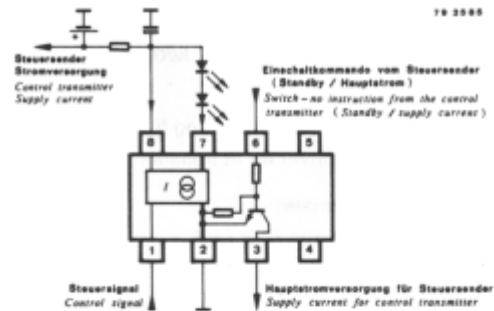 79 2585
Steuersender
Stromversorgung
Control transmitter
Supply current
Einschaltkommando vom Steuersender
(Standby / Hauptstrom)
Switch-no instruction from the control
transmitter (Standby / supply current)
+
8
7
6
5
I
1
2
3
4
Steuersignal
Control signal
Hauptstromversorgung für Steuersender
Supply current for control transmitter